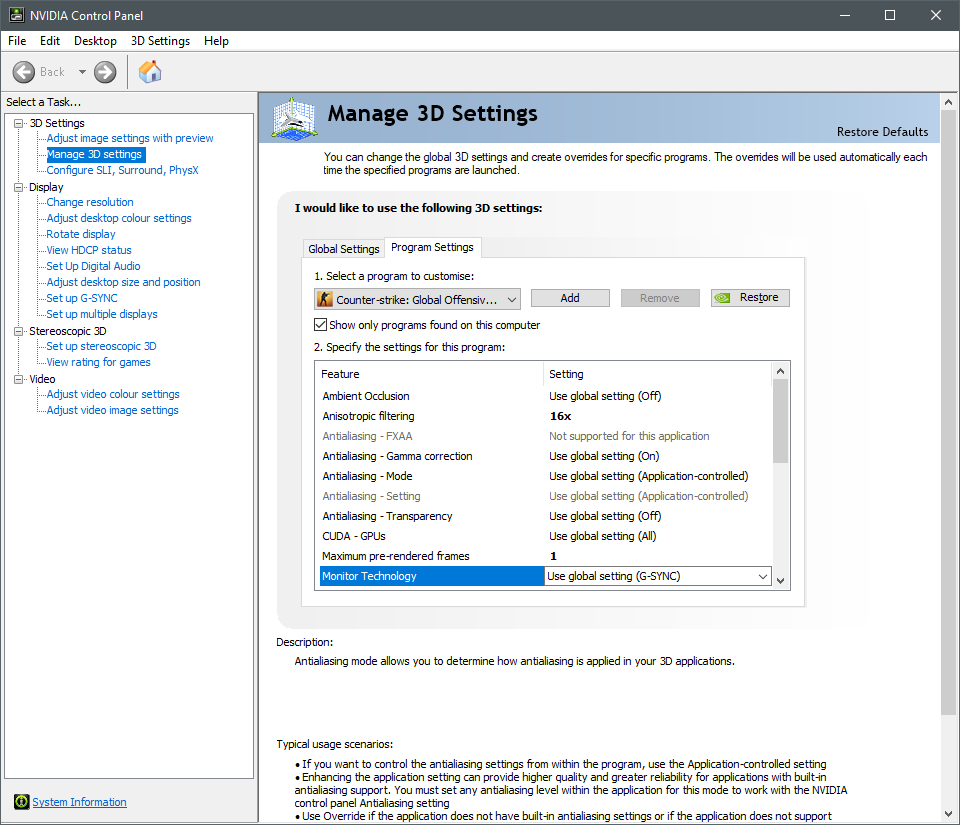 NVIDIA Control Panel
File Edit Desktop 3D Settings Help
Back
Select a Task...
3D Settings
Adjust image settings with preview
Manage 3D settings
Configure SLI, Surround, PhysX
Display
Change resolution
Adjust desktop colour settings
Rotate display
View HDCP status
Set Up Digital Audio
Adjust desktop size and position
Set up G-SYNC
Set up multiple displays
Stereoscopic 3D
Set up stereoscopic 3D
View rating for games
Video
Adjust video colour settings
Adjust video image settings
System Information
Manage 3D Settings
Restore Defaults
You can change the global 3D settings and create overrides for specific programs. The overrides will be used automatically each
time the specified programs are launched.
I would like to use the following 3D settings:
Global Settings Program Settings
1. Select a program to customise:
Counter-strike: Global Offensiv... Add Remove Restore
Show only programs found on this computer
2. Specify the settings for this program:
Feature Setting
Ambient Occlusion Use global setting (Off)
Anisotropic filtering 16x
Antialiasing - FXAA Not supported for this application
Antialiasing - Gamma correction Use global setting (On)
Antialiasing - Mode Use global setting (Application-controlled)
Antialiasing - Setting Use global setting (Application-controlled)
Antialiasing - Transparency Use global setting (Off)
CUDA - GPUs Use global setting (All)
Maximum pre-rendered frames 1
Monitor Technology Use global setting (G-SYNC)
Description:
Antialiasing mode allows you to determine how antialiasing is applied in your 3D applications.
Typical usage scenarios:
• If you want to control the antialiasing settings from within the program, use the Application-controlled setting
• Enhancing the application setting can provide higher quality and greater reliability for applications with built-in
antialiasing support. You must set any antialiasing level within the application for this mode to work with the NVIDIA
control panel Antialiasing setting
• Use Override if the application does not have built-in antialiasing settings or if the application does not support